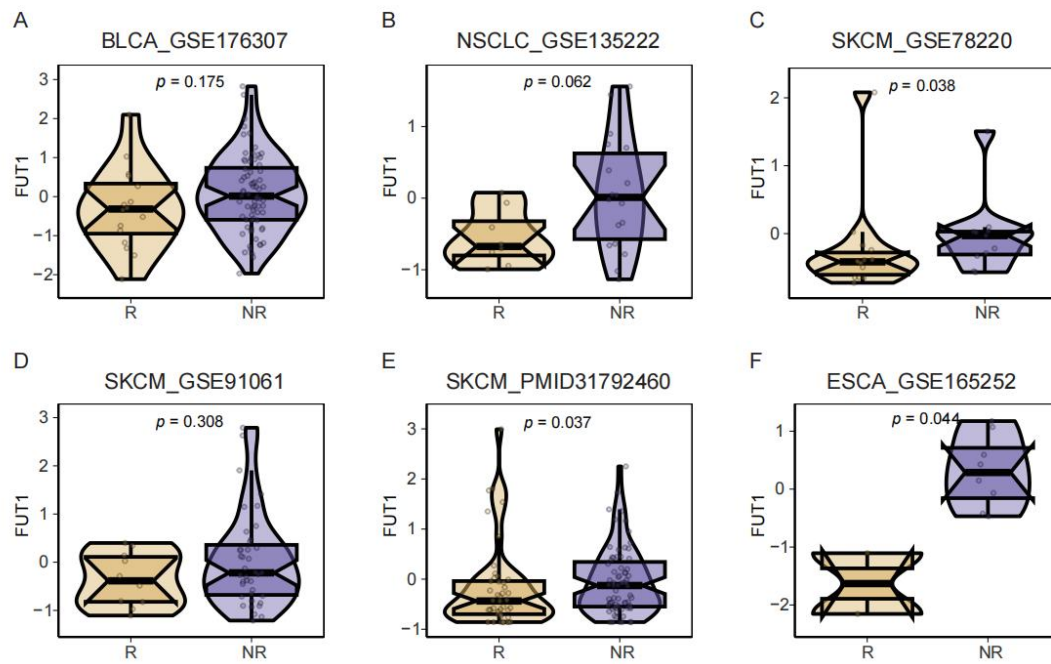 A
BLCA_GSE176307
p = 0.175
FUT1
3
2
1
0
−1
−2
R
NR
B
NSCLC_GSE135222
p = 0.062
FUT1
1
0
−1
R
NR
C
SKCM_GSE78220
p = 0.038
FUT1
2
1
0
R
NR
D
SKCM_GSE91061
p = 0.308
FUT1
3
2
1
0
−1
R
NR
E
SKCM_PMID31792460
p = 0.037
FUT1
3
2
1
0
−1
R
NR
F
ESCA_GSE165252
p = 0.044
FUT1
1
0
−1
−2
R
NR